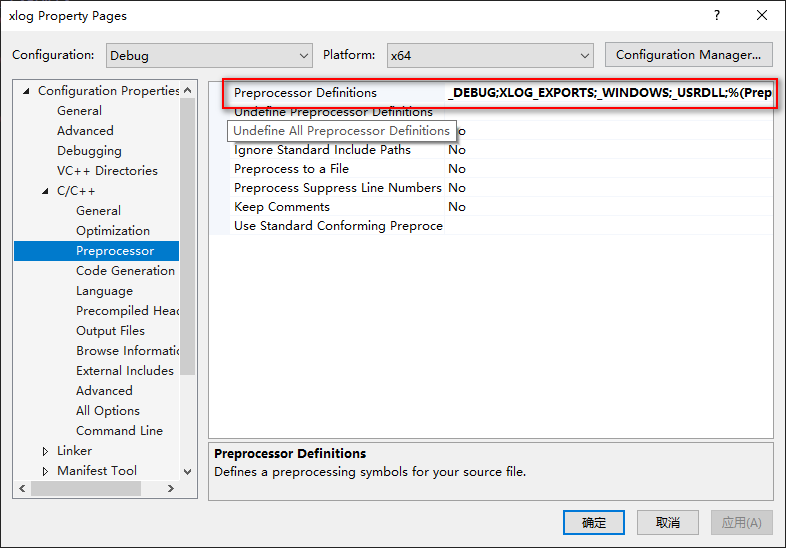 xlog Property Pages
?
Configuration: Debug Platform: x64 Configuration Manager...
Configuration Properties
General
Advanced
Debugging
VC++ Directories
C/C++
General
Optimization
Preprocessor
Code Generation
Language
Precompiled Head
Output Files
Browse Informatic
External Includes
Advanced
All Options
Command Line
Linker
Manifest Tool
Preprocessor Definitions _DEBUG;XLOG_EXPORTS;_WINDOWS;_USRDLL;%(Prep
Undefine Preprocessor Definitions
Undefine All Preprocessor Definitions No
Ignore Standard Include Paths No
Preprocess to a File No
Preprocess Suppress Line Numbers No
Keep Comments No
Use Standard Conforming Preproce
Preprocessor Definitions
Defines a preprocessing symbols for your source file.
确定 取消 应用(A)